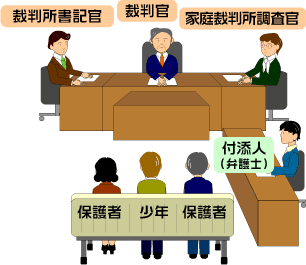 裁判所書記官
裁判官
家庭裁判所調査官
付添人
(弁護士)
保護者
少年
保護者